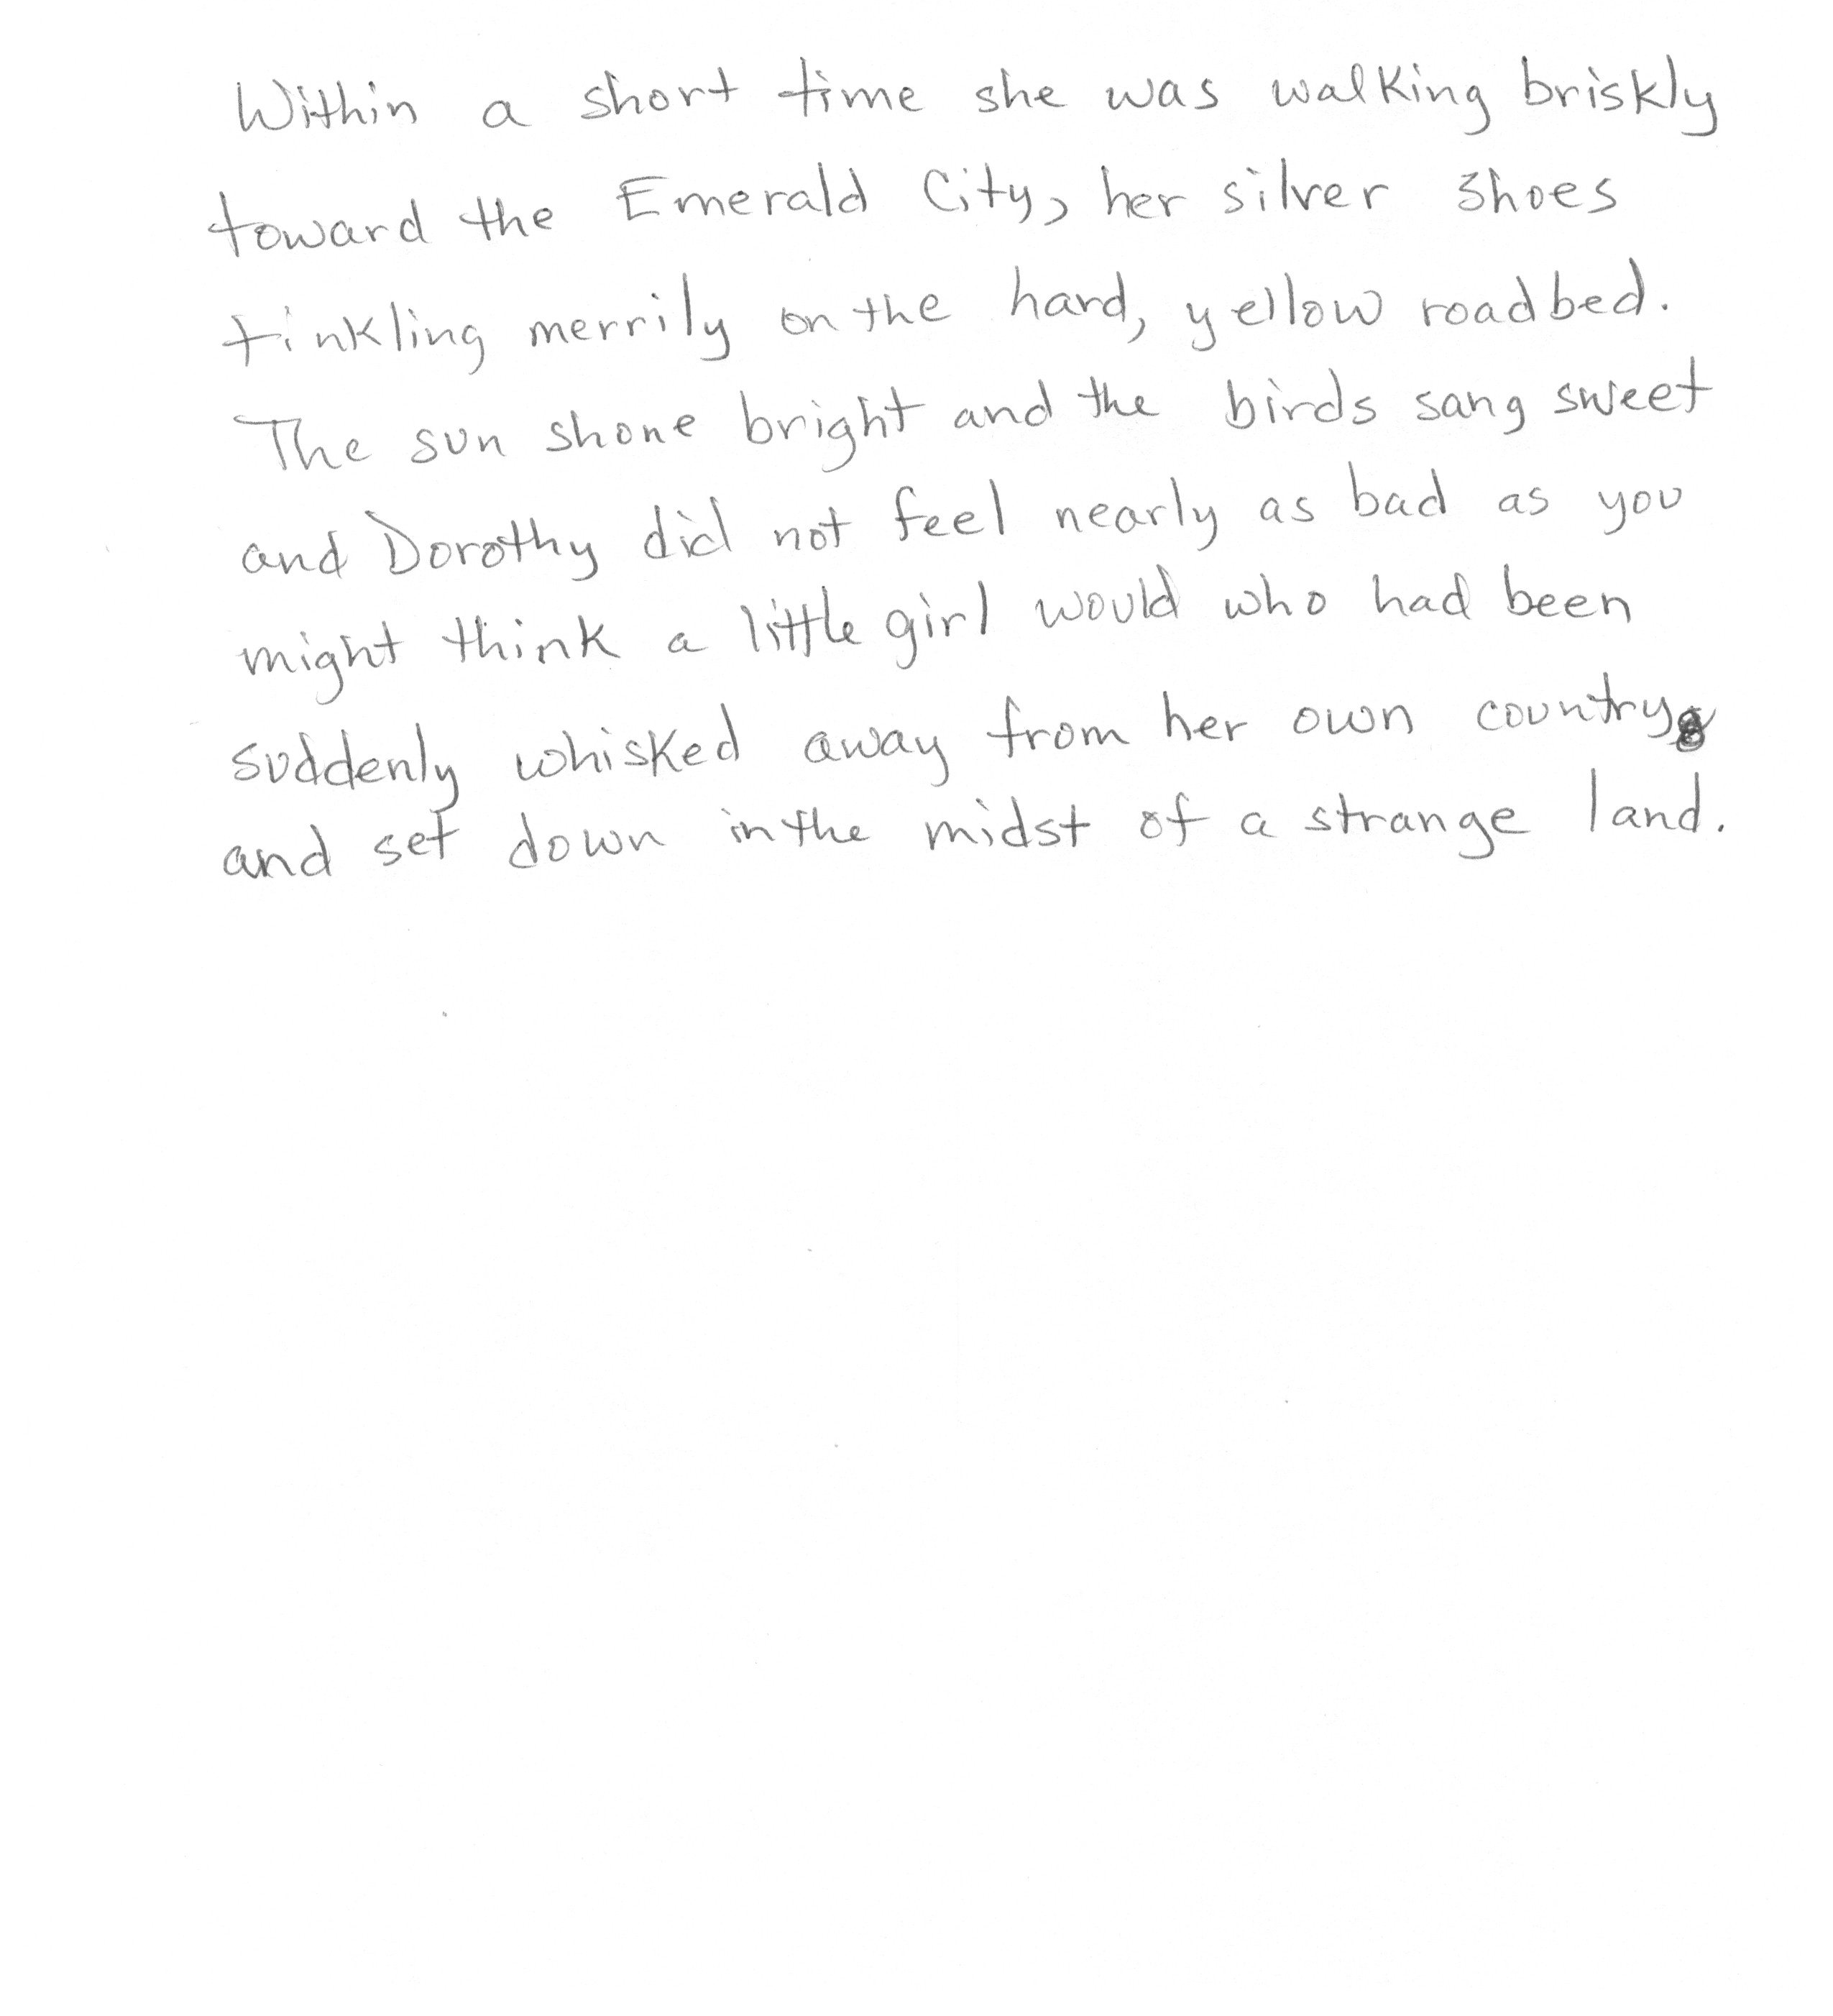 Within a short time she was walking briskly
toward the Emerald City, her silver shoes
tinkling merrily on the hard, yellow roadbed.
The sun shone bright and the birds sang sweet
and Dorothy did not feel nearly as bad as you
might think a little girl would who had been
suddenly whisked away from her own country
and set down in the midst of a strange land.